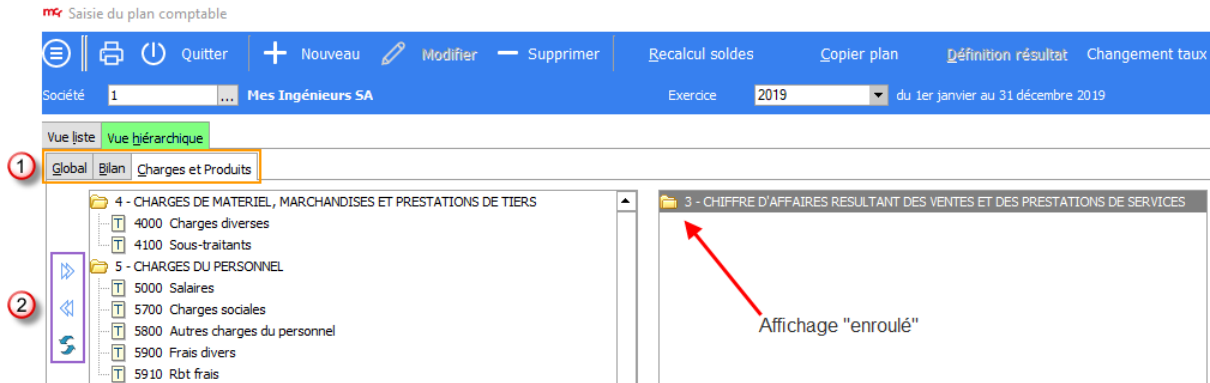 mcr Saisie du plan comptable
Quitter Nouveau Modifier Supprimer Recalcul soldes Copier plan Définition résultat Changement taux
Société 1 ... Mes Ingénieurs SA Exercice 2019 du 1er janvier au 31 décembre 2019
Vue liste Vue hiérarchique
1 Global Bilan Charges et Produits
4 - CHARGES DE MATERIEL, MARCHANDISES ET PRESTATIONS DE TIERS
3 - CHIFFRE D'AFFAIRES RESULTANT DES VENTES ET DES PRESTATIONS DE SERVICES
T 4000 Charges diverses
T 4100 Sous-traitants
5 - CHARGES DU PERSONNEL
T 5000 Salaires
2 T 5700 Charges sociales
T 5800 Autres charges du personnel
Affichage "enroulé"
T 5900 Frais divers
T 5910 Rbt frais